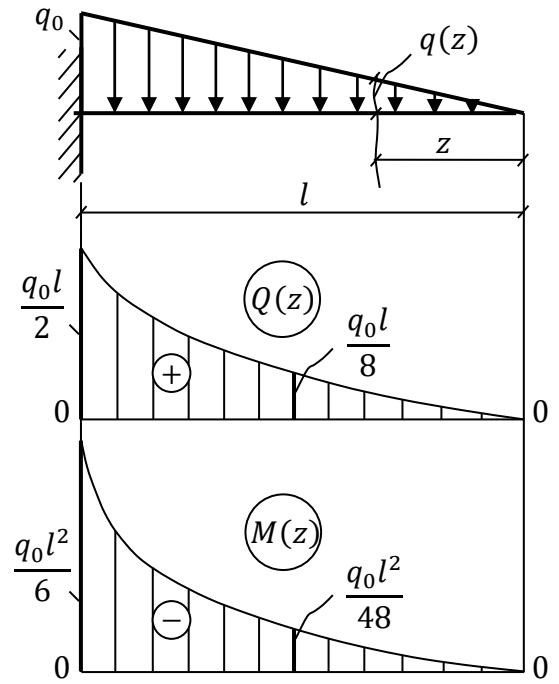 q₀
q(z)
z
l
Q(z)
q₀l/2
q₀l/8
+
0 0
M(z)
q₀l²/6
q₀l²/48
−
0 0